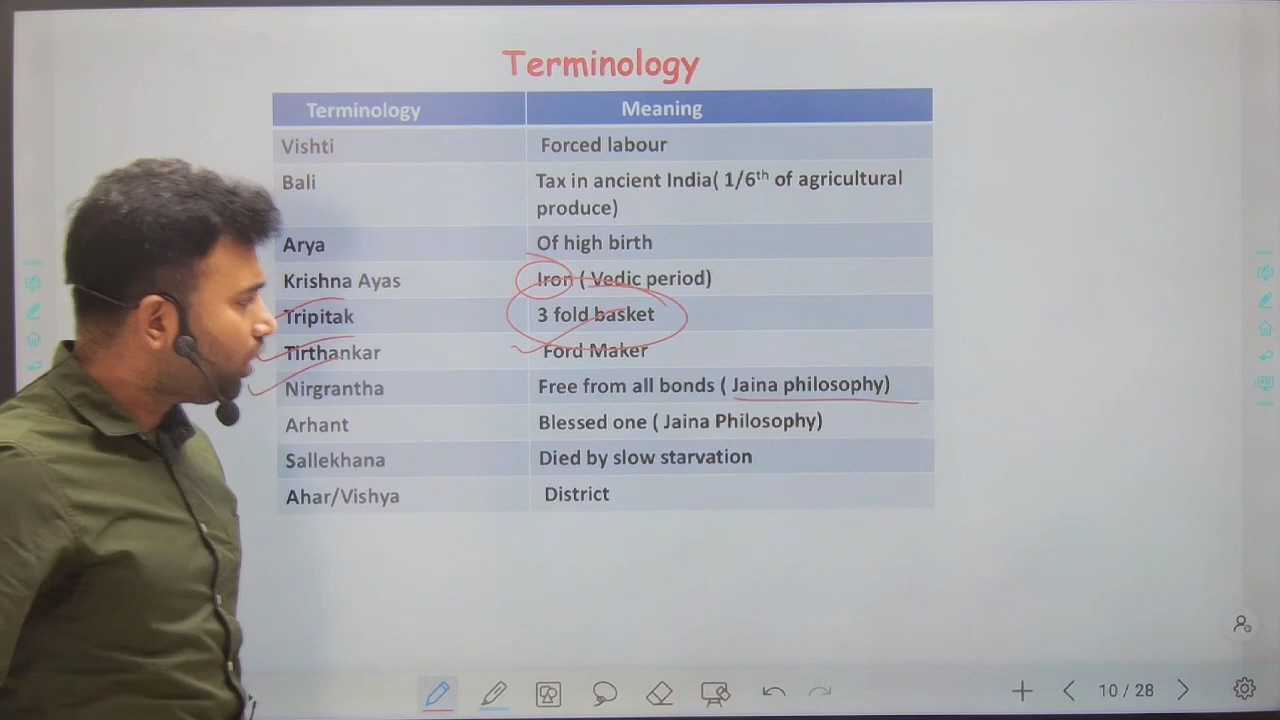 Terminology
Terminology Meaning
Vishti Forced labour
Bali Tax in ancient India( 1/6th of agricultural
produce)
Arya Of high birth
Krishna Ayas Iron ( Vedic period)
Tripitak 3 fold basket
Tirthankar Ford Maker
Nirgrantha Free from all bonds ( Jaina philosophy)
Arhant Blessed one ( Jaina Philosophy)
Sallekhana Died by slow starvation
Ahar/Vishya District
10 / 28